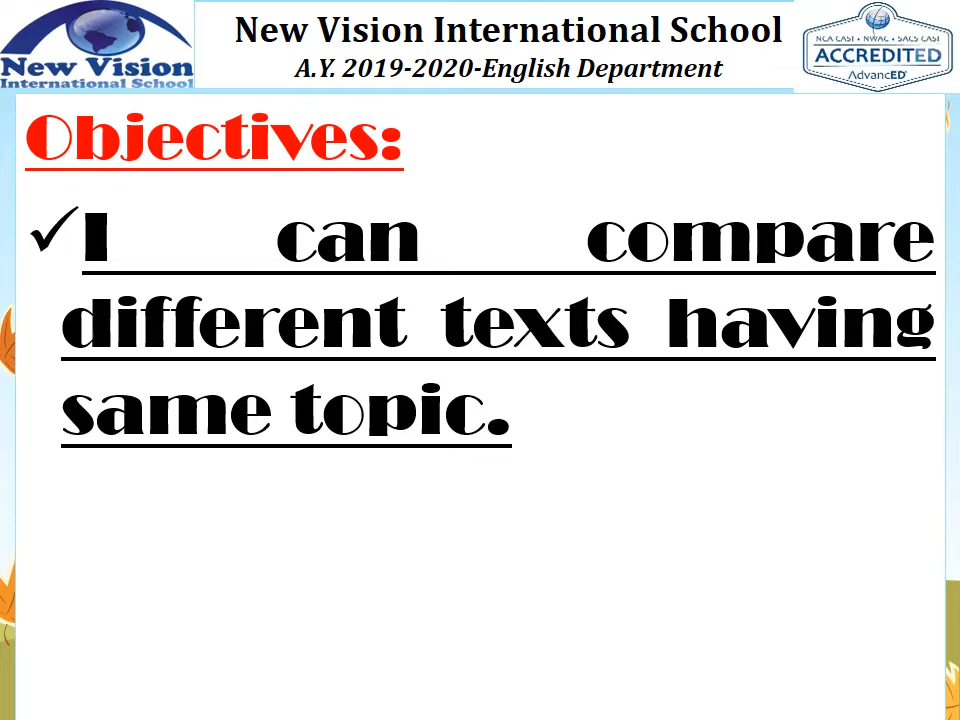 New Vision
International School
New Vision International School
A.Y. 2019-2020-English Department
NCA CASI • NWAC • SACS CASI
ACCREDITED
AdvancED®
Objectives:
✓I can compare
different texts having
same topic.